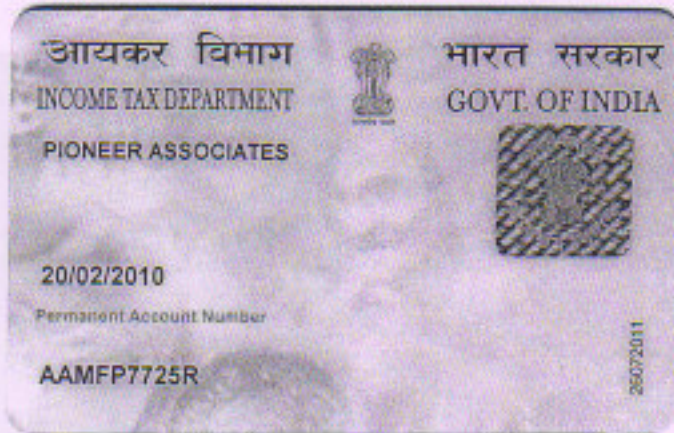 आयकर विभाग
INCOME TAX DEPARTMENT
भारत सरकार
GOVT. OF INDIA
PIONEER ASSOCIATES
20/02/2010
Permanent Account Number
AAMFP7725R
26072011